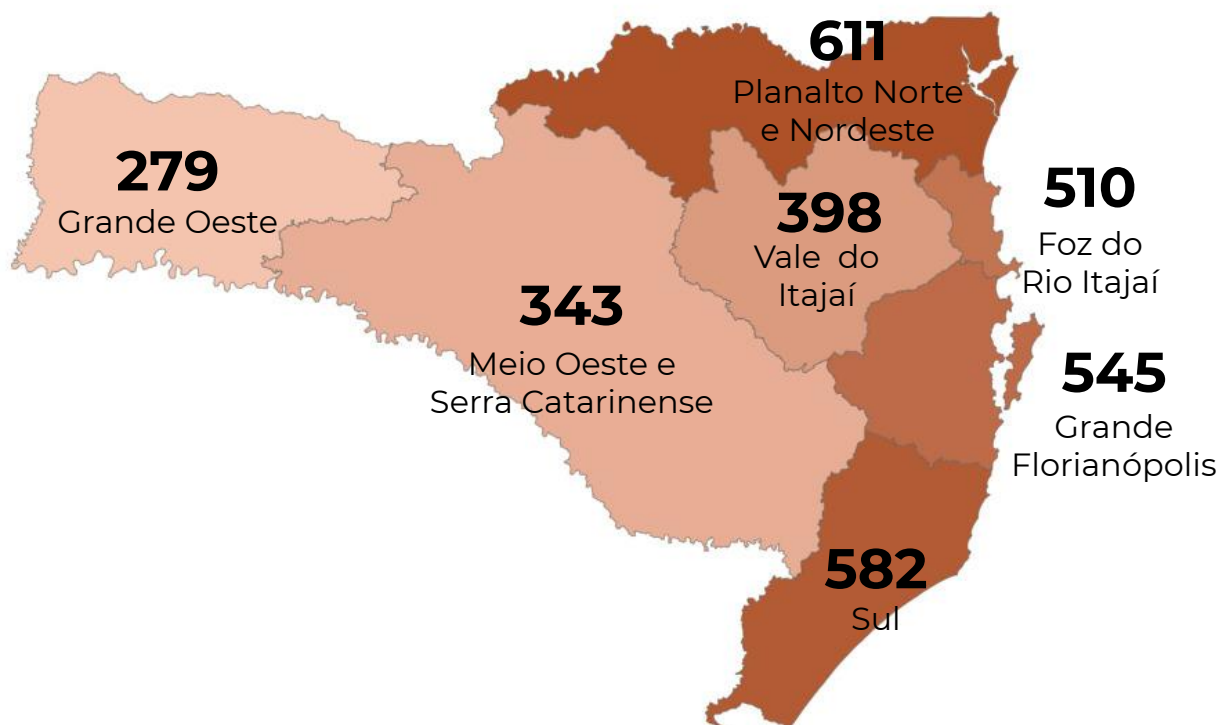 611
Planalto Norte
e Nordeste
279
Grande Oeste
398
Vale do
Itajaí
510
Foz do
Rio Itajaí
343
Meio Oeste e
Serra Catarinense
545
Grande
Florianópolis
582
Sul